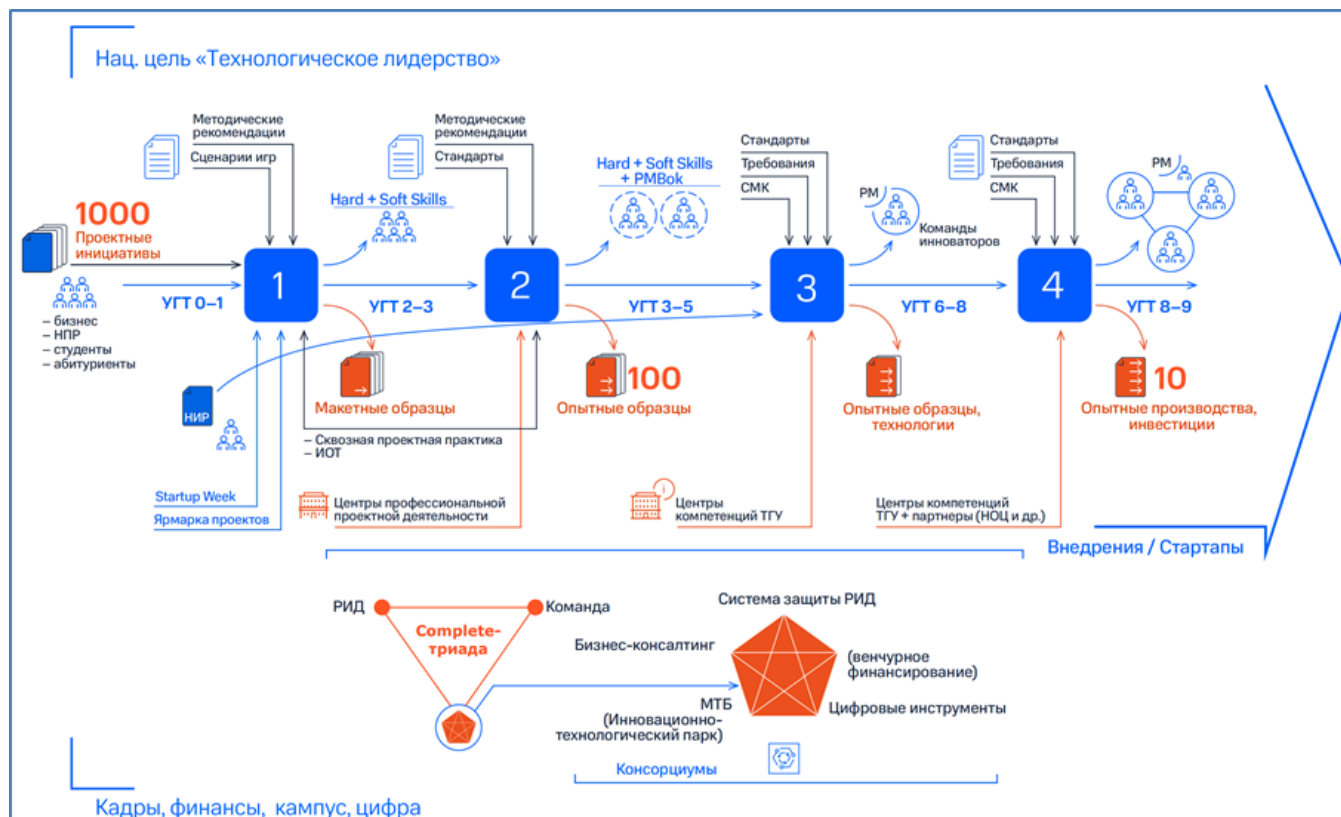 Нац. цель «Технологическое лидерство»
Методические
рекомендации
Сценарии игр
Методические
рекомендации
Стандарты
Стандарты
Требования
СМК
Стандарты
Требования
СМК
1000
Проектные
инициативы
Hard + Soft Skills
Hard + Soft Skills
+ PMBok
PM
Команды
инноваторов
PM
1
2
3
4
УГТ 0–1
УГТ 2–3
УГТ 3–5
УГТ 6–8
УГТ 8–9
– бизнес
– НПР
– студенты
– абитуриенты
НИР
Макетные образцы
100
Опытные образцы
Опытные образцы,
технологии
10
Опытные производства,
инвестиции
– Сквозная проектная практика
– ИОТ
Startup Week
Ярмарка проектов
Центры профессиональной
проектной деятельности
i
Центры
компетенций ТГУ
Центры компетенций
ТГУ + партнеры (НОЦ и др.)
Внедрения / Стартапы
РИД
Команда
Complete-
триада
Система защиты РИД
Бизнес-консалтинг
(венчурное
финансирование)
МТБ
(Инновационно-
технологический парк)
Цифровые инструменты
Консорциумы
Кадры, финансы, кампус, цифра